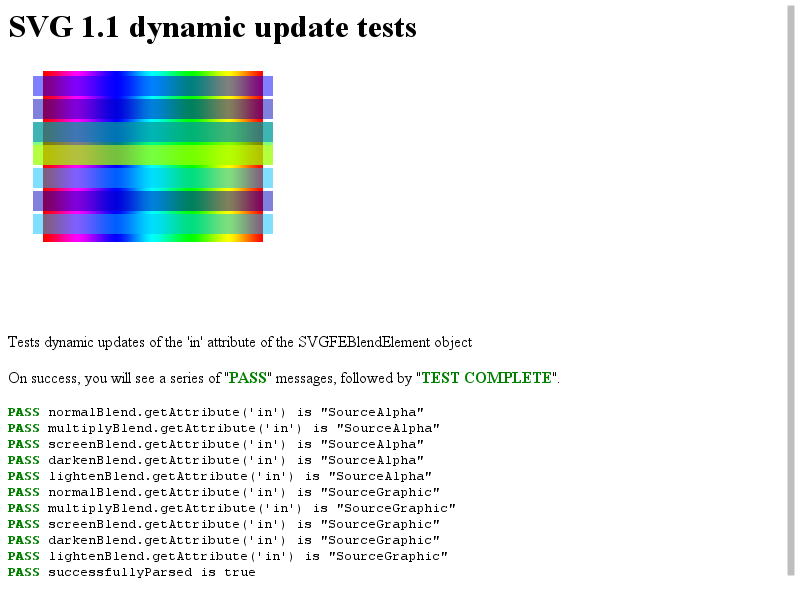 SVG 1.1 dynamic update tests
Tests dynamic updates of the 'in' attribute of the SVGFEBlendElement object
On success, you will see a series of "PASS" messages, followed by "TEST COMPLETE".
PASS normalBlend.getAttribute('in') is "SourceAlpha"
PASS multiplyBlend.getAttribute('in') is "SourceAlpha"
PASS screenBlend.getAttribute('in') is "SourceAlpha"
PASS darkenBlend.getAttribute('in') is "SourceAlpha"
PASS lightenBlend.getAttribute('in') is "SourceAlpha"
PASS normalBlend.getAttribute('in') is "SourceGraphic"
PASS multiplyBlend.getAttribute('in') is "SourceGraphic"
PASS screenBlend.getAttribute('in') is "SourceGraphic"
PASS darkenBlend.getAttribute('in') is "SourceGraphic"
PASS lightenBlend.getAttribute('in') is "SourceGraphic"
PASS successfullyParsed is true